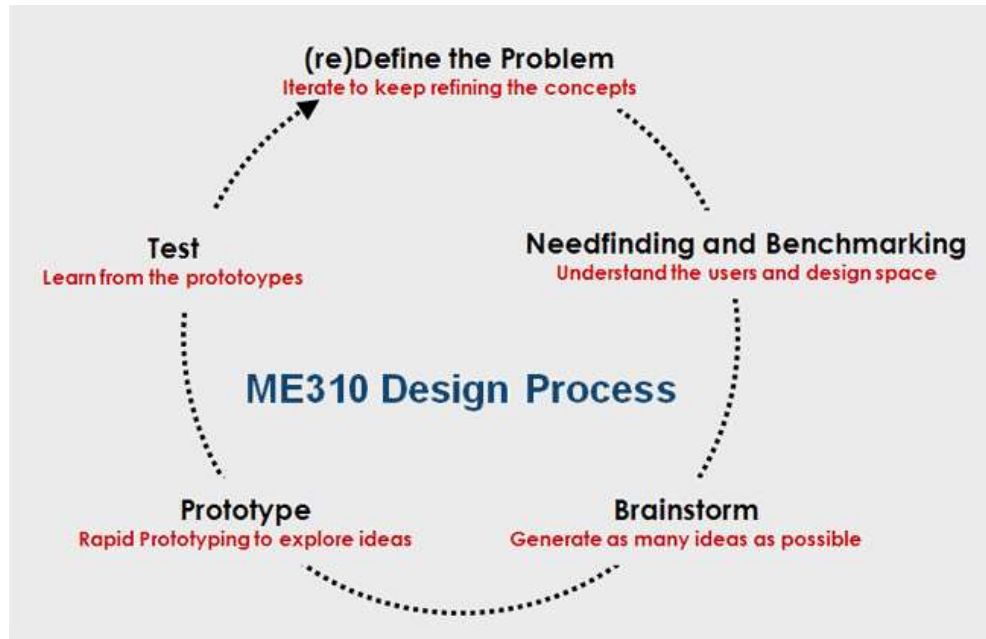 (re)Define the Problem
Iterate to keep refining the concepts
Needfinding and Benchmarking
Understand the users and design space
Brainstorm
Generate as many ideas as possible
Prototype
Rapid Prototyping to explore ideas
Test
Learn from the prototoypes
ME310 Design Process